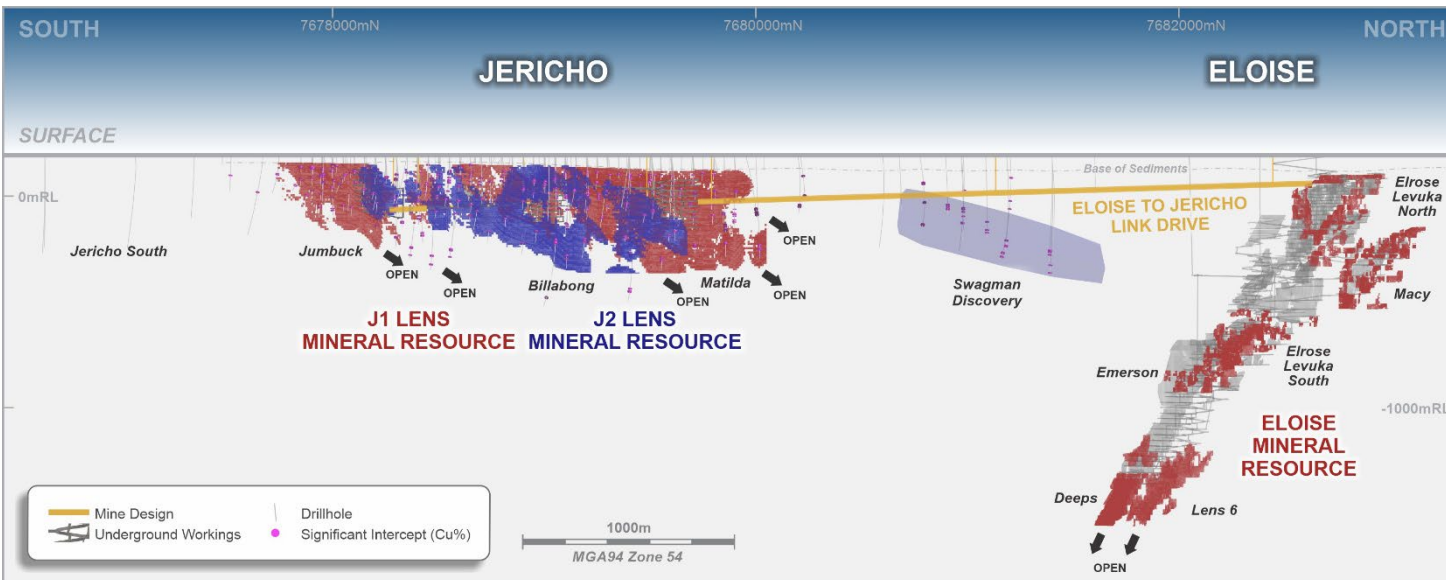 SOUTH
7678000mN
7680000mN
7682000mN
NORTH
JERICHO
ELOISE
SURFACE
Base of Sediments
0mRL
ELOISE TO JERICHO
LINK DRIVE
Elrose
Levuka
North
Jericho South
Jumbuck
OPEN
OPEN
Billabong
OPEN
Matilda
OPEN
OPEN
Swagman
Discovery
Macy
J1 LENS
MINERAL RESOURCE
J2 LENS
MINERAL RESOURCE
Emerson
Elrose
Levuka
South
-1000mRL
ELOISE
MINERAL
RESOURCE
Deeps
Lens 6
OPEN
Mine Design
Drillhole
Underground Workings
Significant Intercept (Cu%)
1000m
MGA94 Zone 54